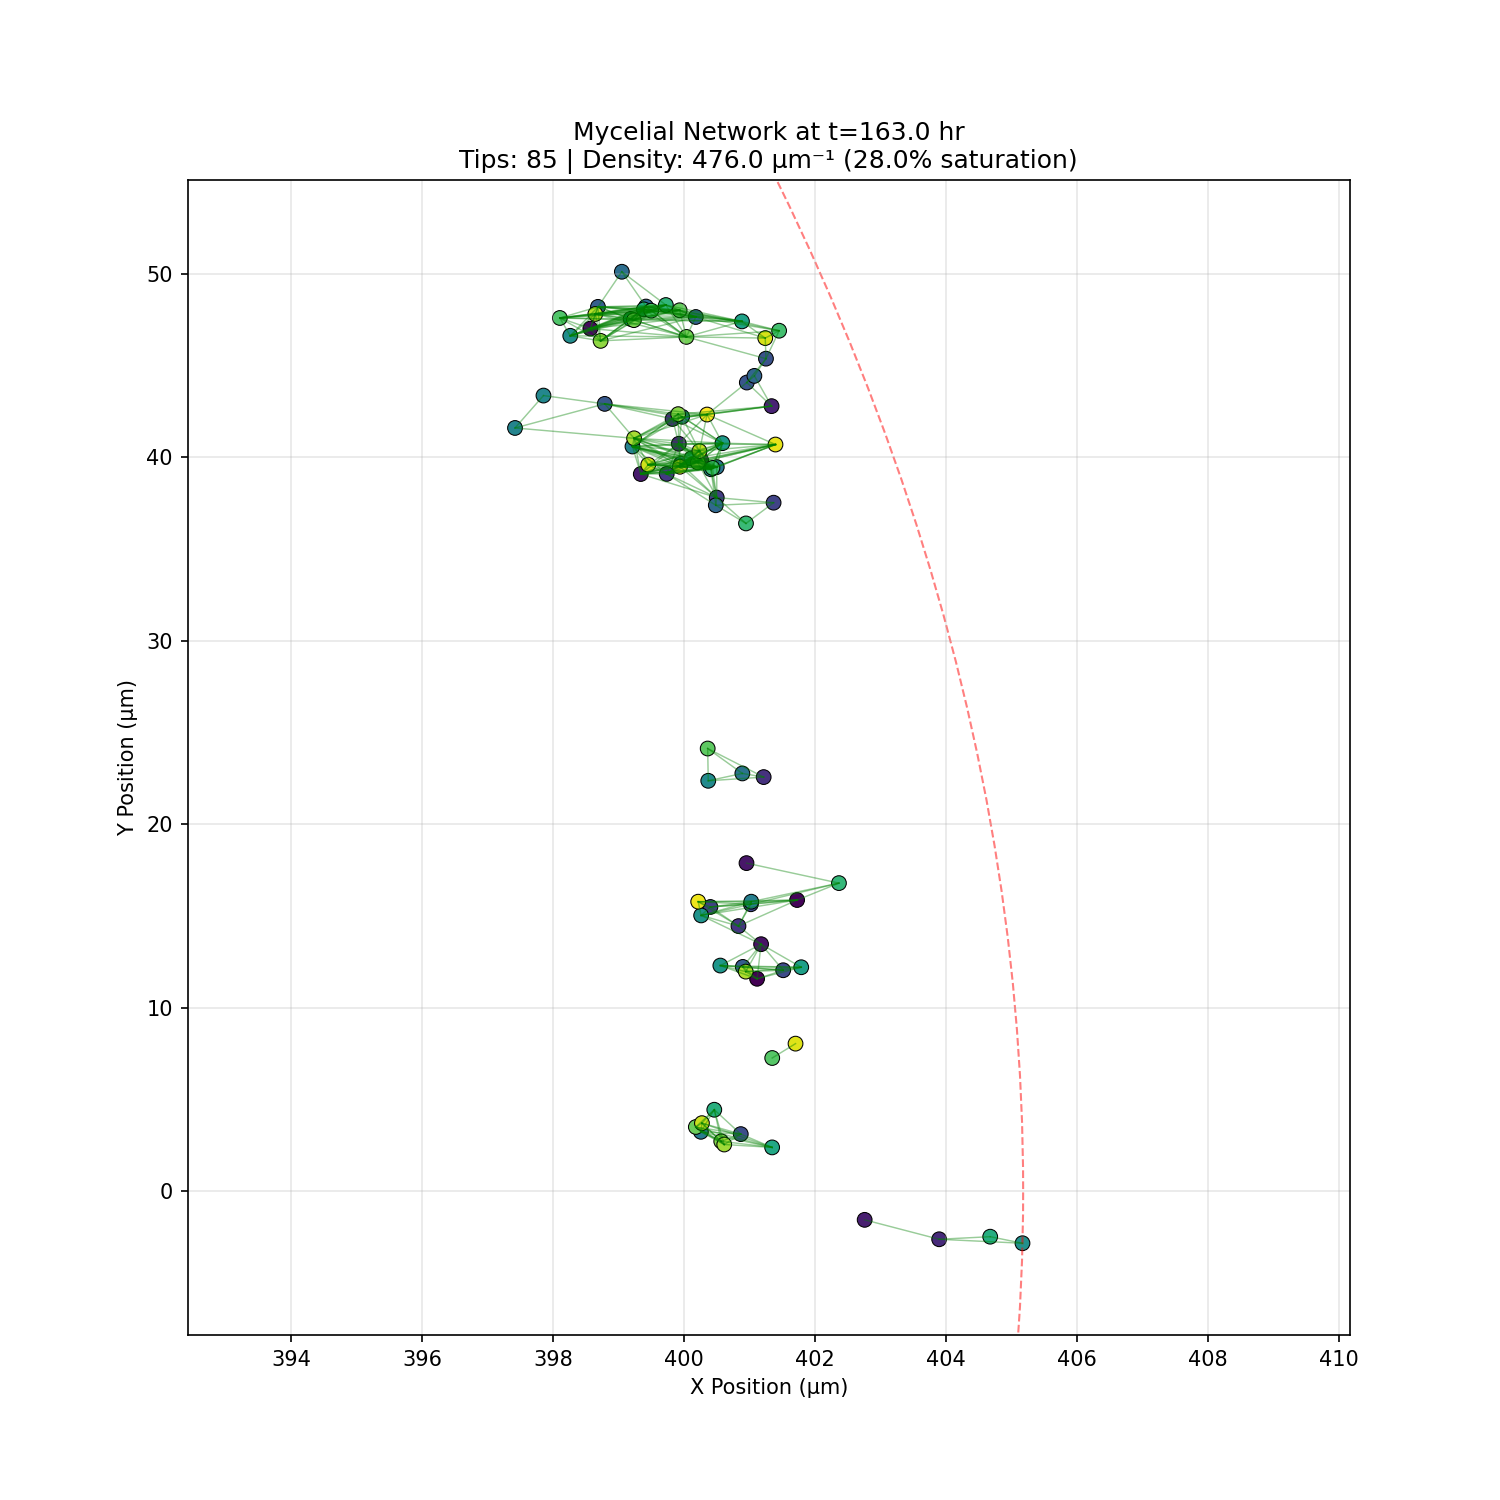 Mycelial Network at t=163.0 hr
Tips: 85 | Density: 476.0 μm⁻¹ (28.0% saturation)
Y Position (μm)
50
40
30
20
10
0
394 396 398 400 402 404 406 408 410
X Position (μm)